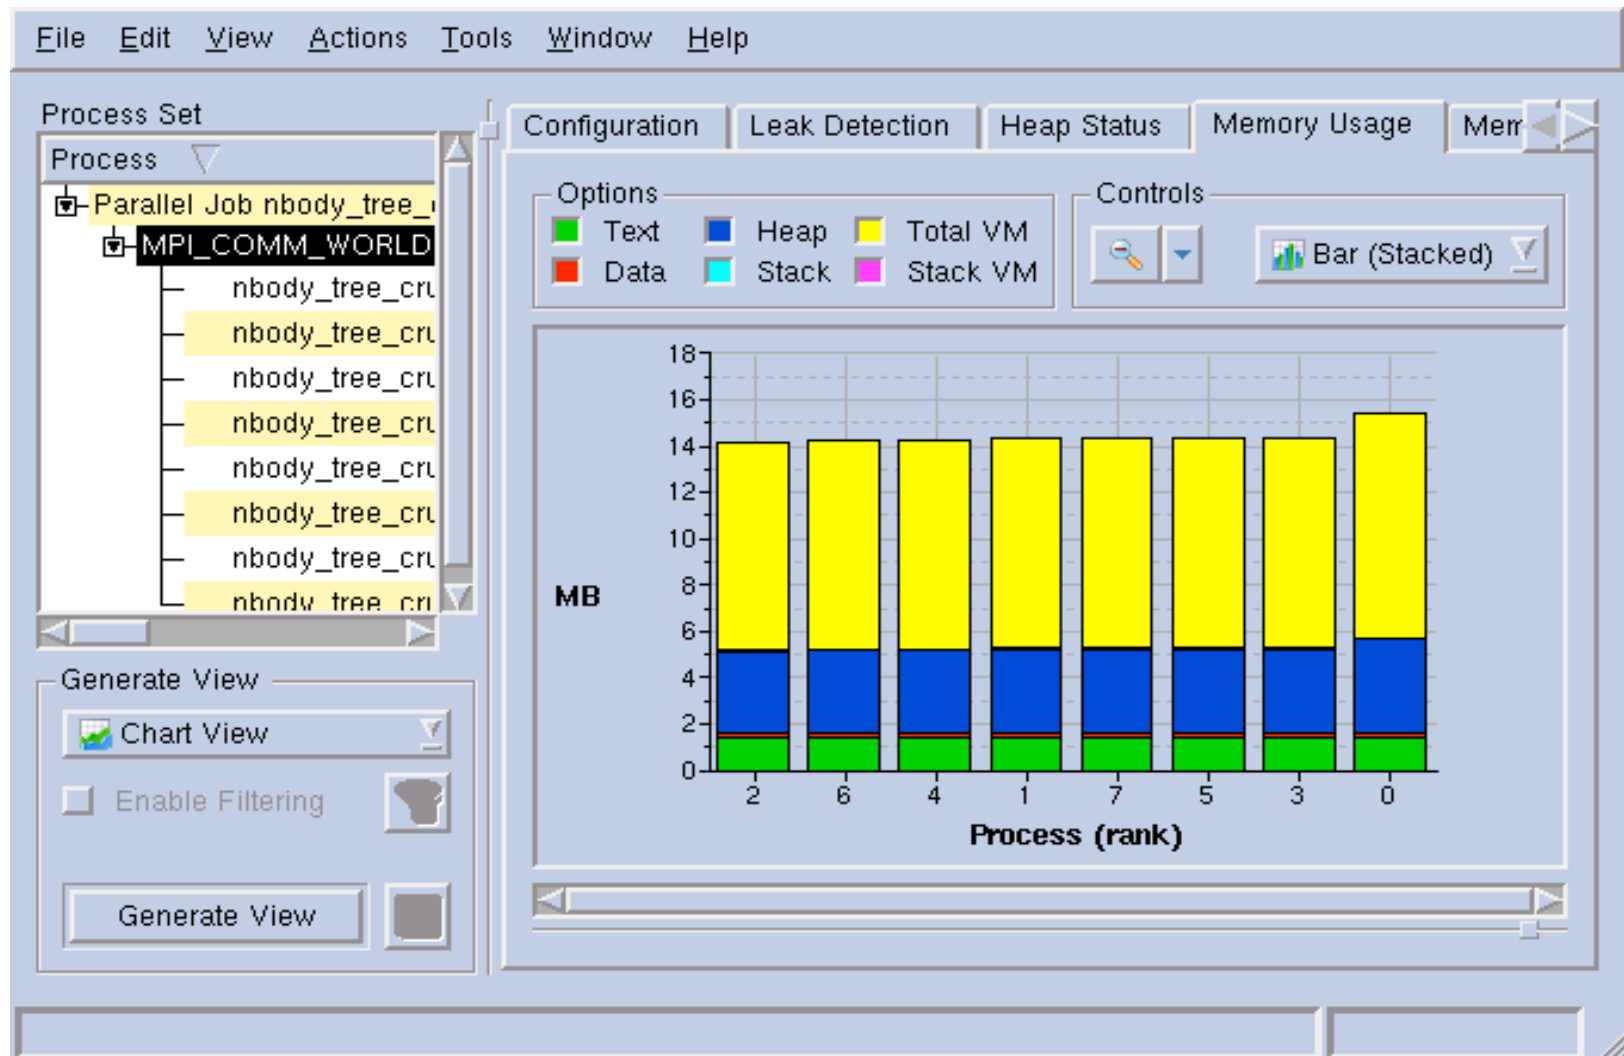 File Edit View Actions Tools Window Help
Process Set
Process
Parallel Job nbody_tree_
MPI_COMM_WORLD
nbody_tree_cru
nbody_tree_cru
nbody_tree_cru
nbody_tree_cru
nbody_tree_cru
nbody_tree_cru
nbody_tree_cru
nbody_tree_cru
Generate View
Chart View
Enable Filtering
Generate View
Configuration Leak Detection Heap Status Memory Usage Mem
Options
Text Heap Total VM
Data Stack Stack VM
Controls
Bar (Stacked)
18
16
14
12
10
8
6
4
2
0
MB
2 6 4 1 7 5 3 0
Process (rank)